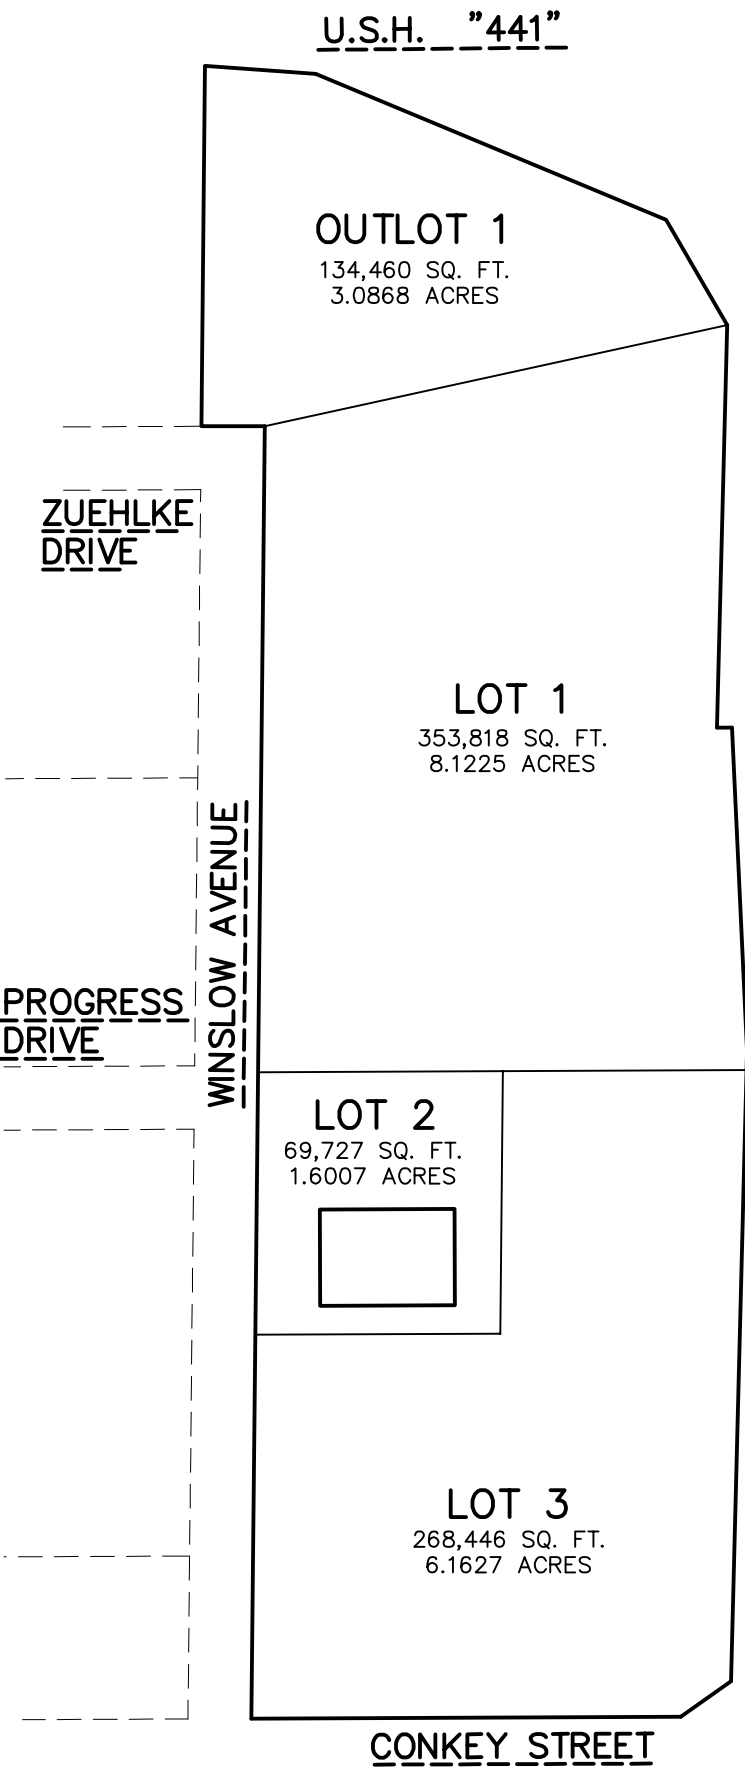 U.S.H. "441"
OUTLOT 1
134,460 SQ. FT.
3.0868 ACRES
ZUEHLKE
DRIVE
LOT 1
353,818 SQ. FT.
8.1225 ACRES
WINSLOW AVENUE
PROGRESS
DRIVE
LOT 2
69,727 SQ. FT.
1.6007 ACRES
LOT 3
268,446 SQ. FT.
6.1627 ACRES
CONKEY STREET